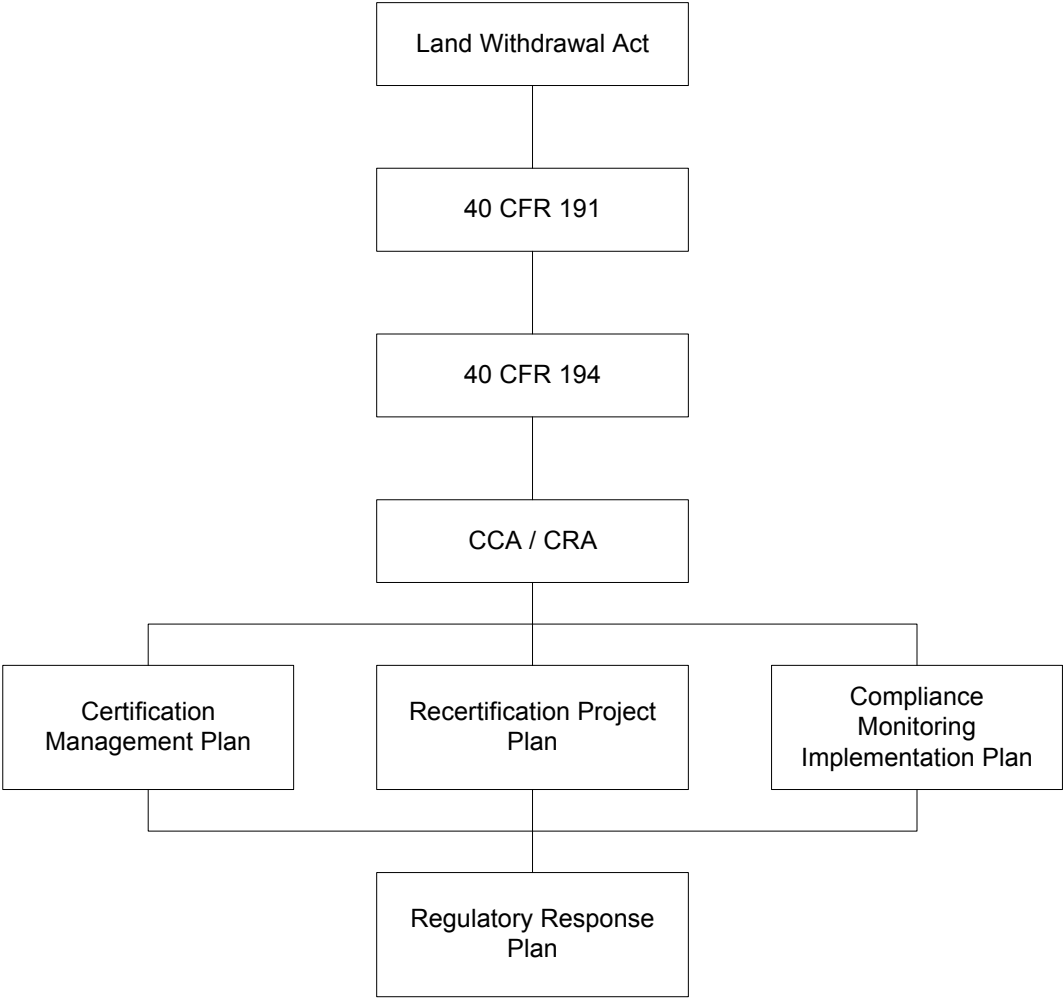 Land Withdrawal Act
40 CFR 191
40 CFR 194
CCA / CRA
Certification
Management Plan
Recertification Project
Plan
Compliance
Monitoring
Implementation Plan
Regulatory Response
Plan